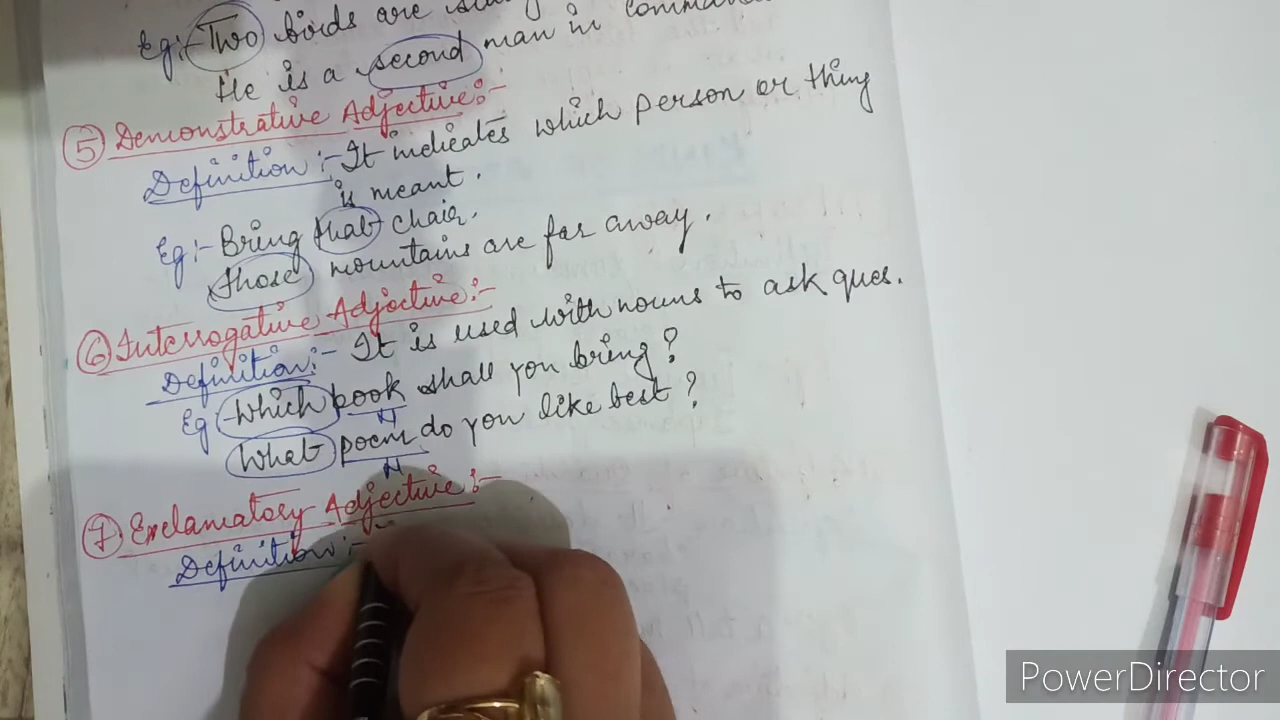 Eg:- Two birds are
He is a second man in
⑤ Demonstrative Adjective:-
Definition :- It indicates which person or thing
is meant.
Eg:- Bring that chair.
those mountains are far away.
⑥ Interrogative Adjective:-
Definition:- It is used with nouns to ask ques.
Eg - Which book shall you bring?
N
What poem do you like best?
N
⑦ Exclamatory Adjective:-
Definition:-
PowerDirector